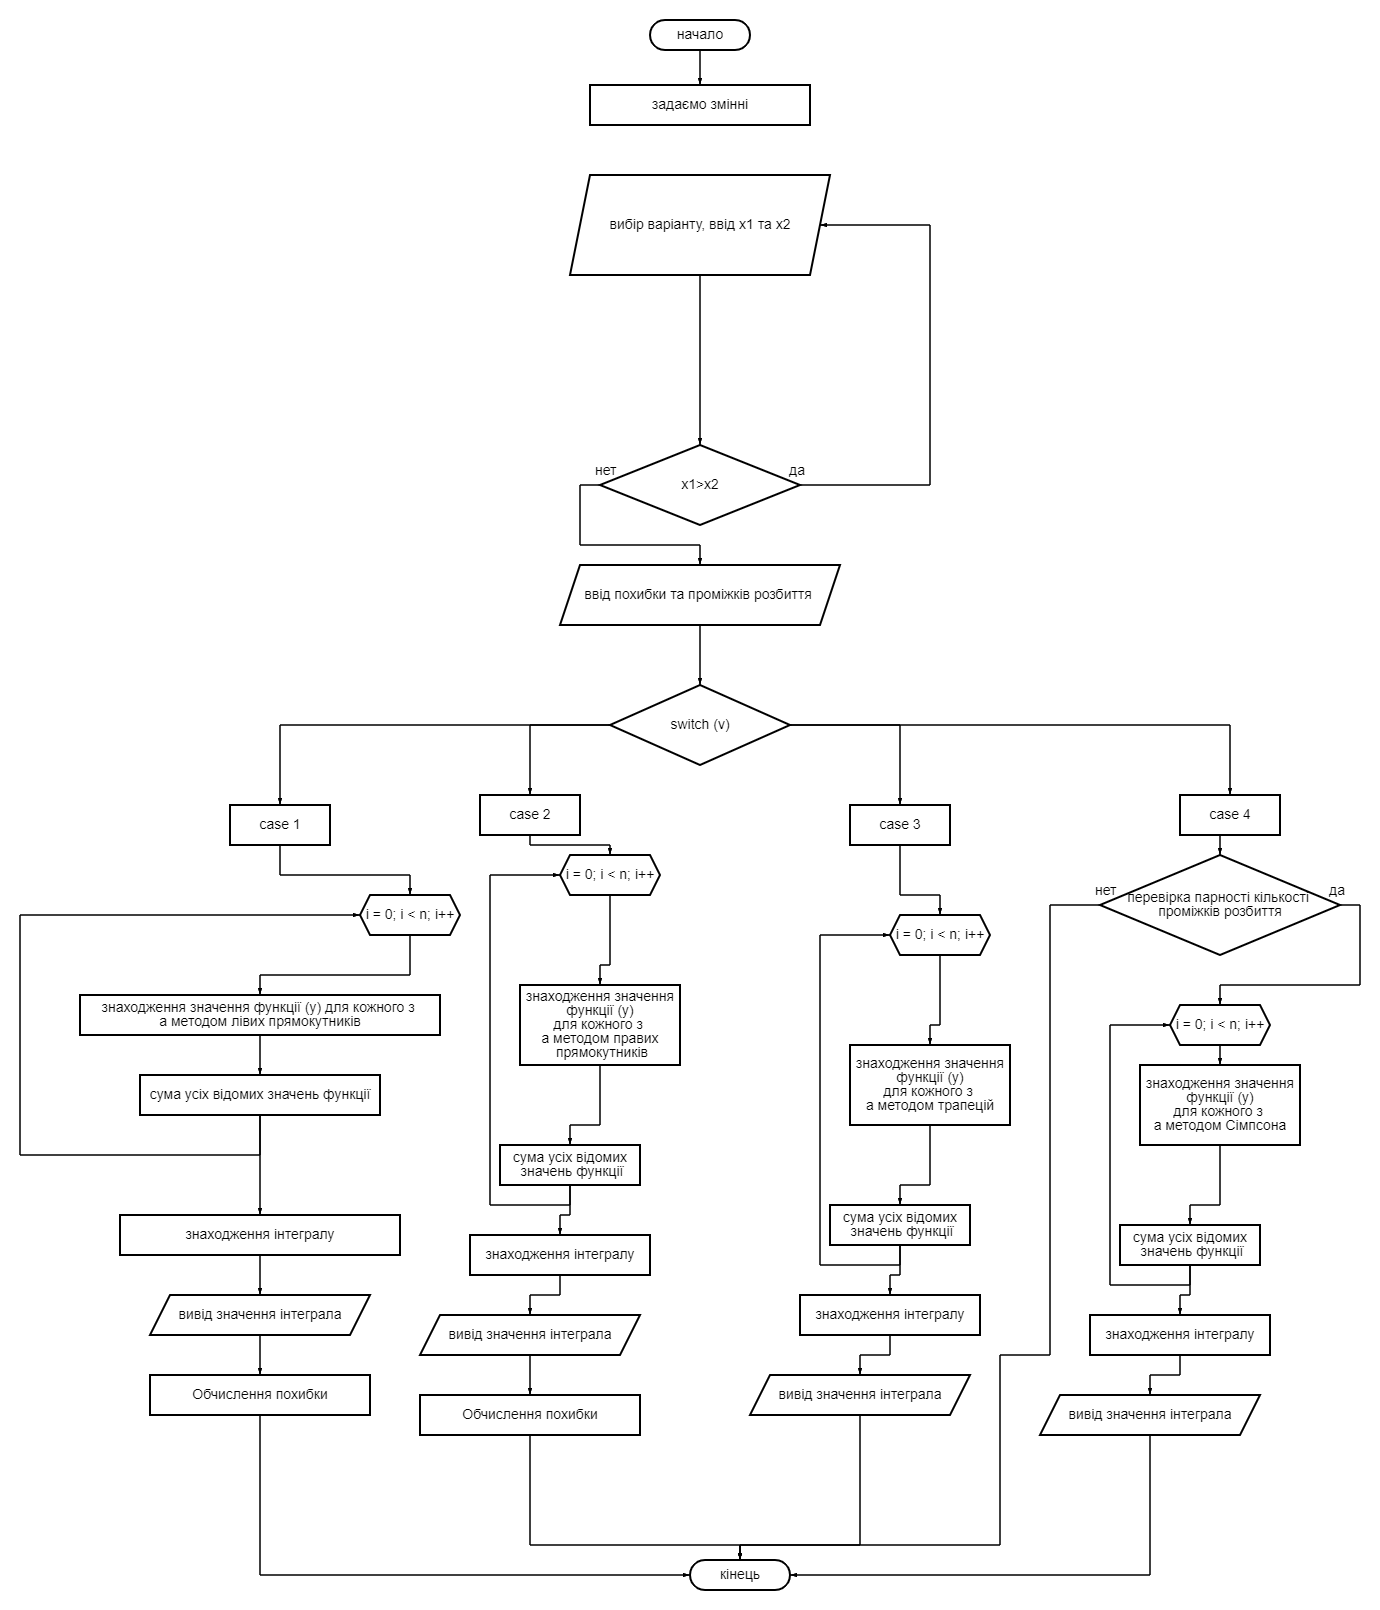 начало
задаємо змінні
вибір варіанту, ввід x1 та x2
нет
да
x1>x2
ввід похибки та проміжків розбиття
switch (v)
case 1
i = 0; i < n; i++
знаходження значення функції (y) для кожного з
а методом лівих прямокутників
сума усіх відомих значень функції
знаходження інтегралу
вивід значення інтеграла
Обчислення похибки
case 2
i = 0; i < n; i++
знаходження значення
функції (y)
для кожного з
а методом правих
прямокутників
сума усіх відомих
значень функції
знаходження інтегралу
вивід значення інтеграла
Обчислення похибки
case 3
i = 0; i < n; i++
знаходження значення
функції (y)
для кожного з
а методом трапецій
сума усіх відомих
значень функції
знаходження інтегралу
вивід значення інтеграла
case 4
нет
да
перевірка парності кількості
проміжків розбиття
i = 0; i < n; i++
знаходження значення
функції (y)
для кожного з
а методом Сімпсона
сума усіх відомих
значень функції
знаходження інтегралу
вивід значення інтеграла
кінець